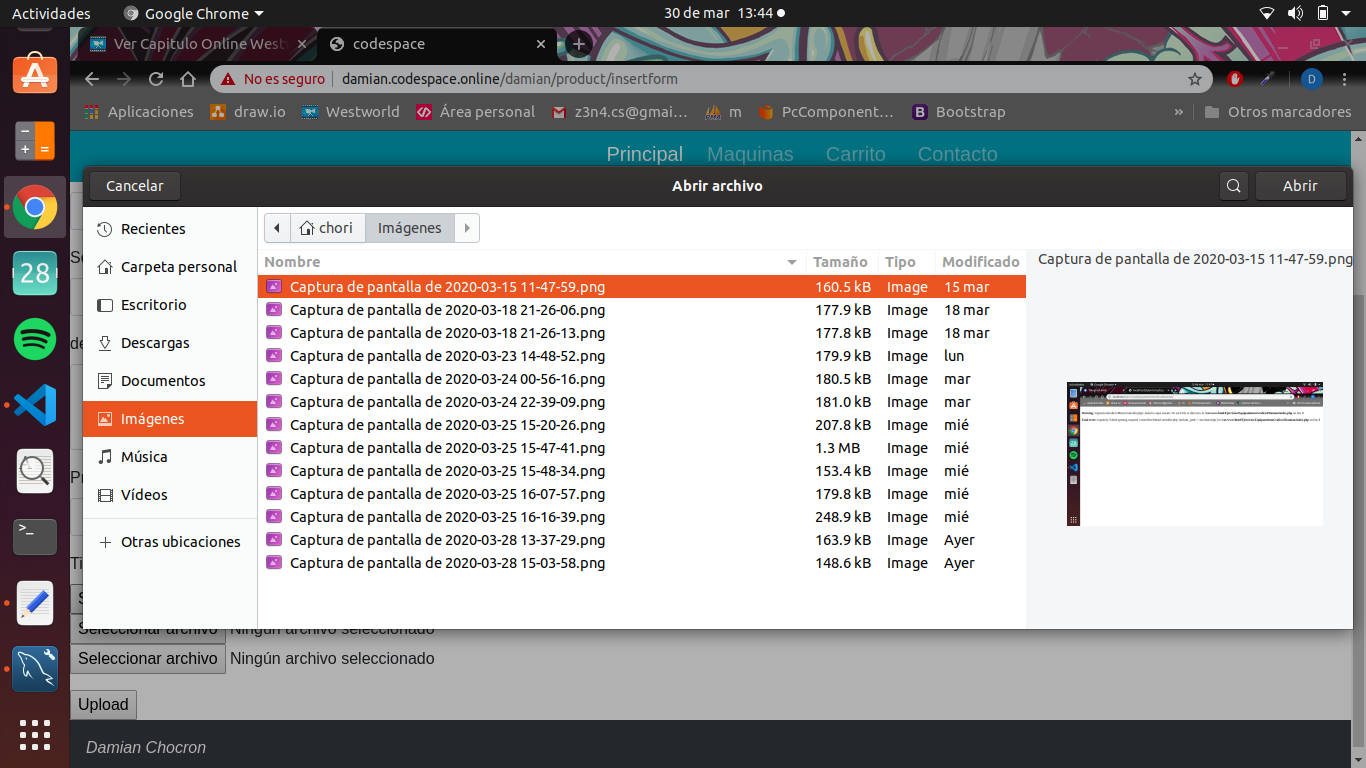 Actividades Google Chrome 30 de mar 13:44
Ver Capitulo Online Westw codespace
No es seguro damian.codespace.online/damian/product/insertform D
Aplicaciones draw.io Westworld Área personal z3n4.cs@gmai... m PcComponent... Bootstrap » Otros marcadores
Principal Maquinas Carrito Contacto
Cancelar Abrir archivo Abrir
Recientes
Carpeta personal
Escritorio
Descargas
Documentos
Imágenes
Música
Vídeos
Otras ubicaciones
chori Imágenes
Nombre Tamaño Tipo Modificado
Captura de pantalla de 2020-03-15 11-47-59.png 160.5 kB Image 15 mar
Captura de pantalla de 2020-03-18 21-26-06.png 177.9 kB Image 18 mar
Captura de pantalla de 2020-03-18 21-26-13.png 177.8 kB Image 18 mar
Captura de pantalla de 2020-03-23 14-48-52.png 179.9 kB Image lun
Captura de pantalla de 2020-03-24 00-56-16.png 180.5 kB Image mar
Captura de pantalla de 2020-03-24 22-39-09.png 181.0 kB Image mar
Captura de pantalla de 2020-03-25 15-20-26.png 207.8 kB Image mié
Captura de pantalla de 2020-03-25 15-47-41.png 1.3 MB Image mié
Captura de pantalla de 2020-03-25 15-48-34.png 153.4 kB Image mié
Captura de pantalla de 2020-03-25 16-07-57.png 179.8 kB Image mié
Captura de pantalla de 2020-03-25 16-16-39.png 248.9 kB Image mié
Captura de pantalla de 2020-03-28 13-37-29.png 163.9 kB Image Ayer
Captura de pantalla de 2020-03-28 15-03-58.png 148.6 kB Image Ayer
Captura de pantalla de 2020-03-15 11-47-59.png
28
Seleccionar archivo Ningún archivo seleccionado
Seleccionar archivo Ningún archivo seleccionado
Upload
Damian Chocron